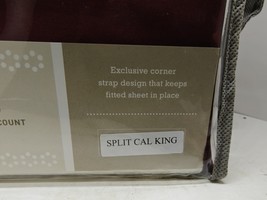 Exclusive corner
strap design that keeps
fitted sheet in place
COUNT
SPLIT CAL KING